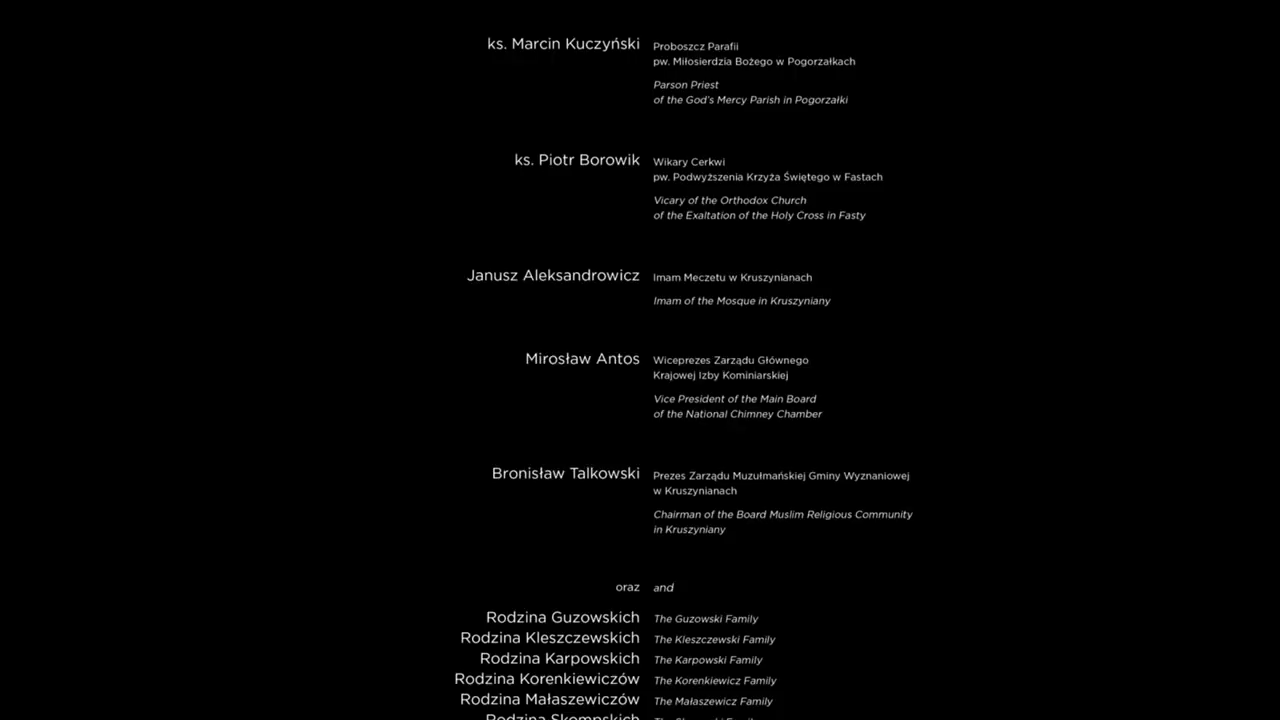 ks. Marcin Kuczyński Proboszcz Parafii
pw. Miłosierdzia Bożego w Pogorzałkach
Parson Priest
of the God's Mercy Parish in Pogorzałki
ks. Piotr Borowik Wikary Cerkwi
pw. Podwyższenia Krzyża Świętego w Fastach
Vicary of the Orthodox Church
of the Exaltation of the Holy Cross in Fasty
Janusz Aleksandrowicz Imam Meczetu w Kruszynianach
Imam of the Mosque in Kruszyniany
Mirosław Antos Wiceprezes Zarządu Głównego
Krajowej Izby Kominiarskiej
Vice President of the Main Board
of the National Chimney Chamber
Bronisław Talkowski Prezes Zarządu Muzułmańskiej Gminy Wyznaniowej
w Kruszynianach
Chairman of the Board Muslim Religious Community
in Kruszyniany
oraz and
Rodzina Guzowskich The Guzowski Family
Rodzina Kleszczewskich The Kleszczewski Family
Rodzina Karpowskich The Karpowski Family
Rodzina Korenkiewiczów The Korenkiewicz Family
Rodzina Małaszewiczów The Małaszewicz Family
Rodzina Skompskich